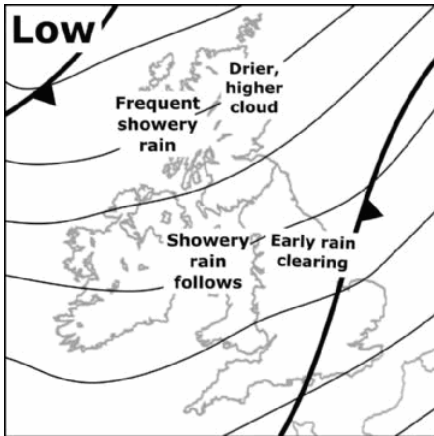 Low
Drier,
higher
cloud
Frequent
showery
rain
Showery
rain
follows
Early rain
clearing